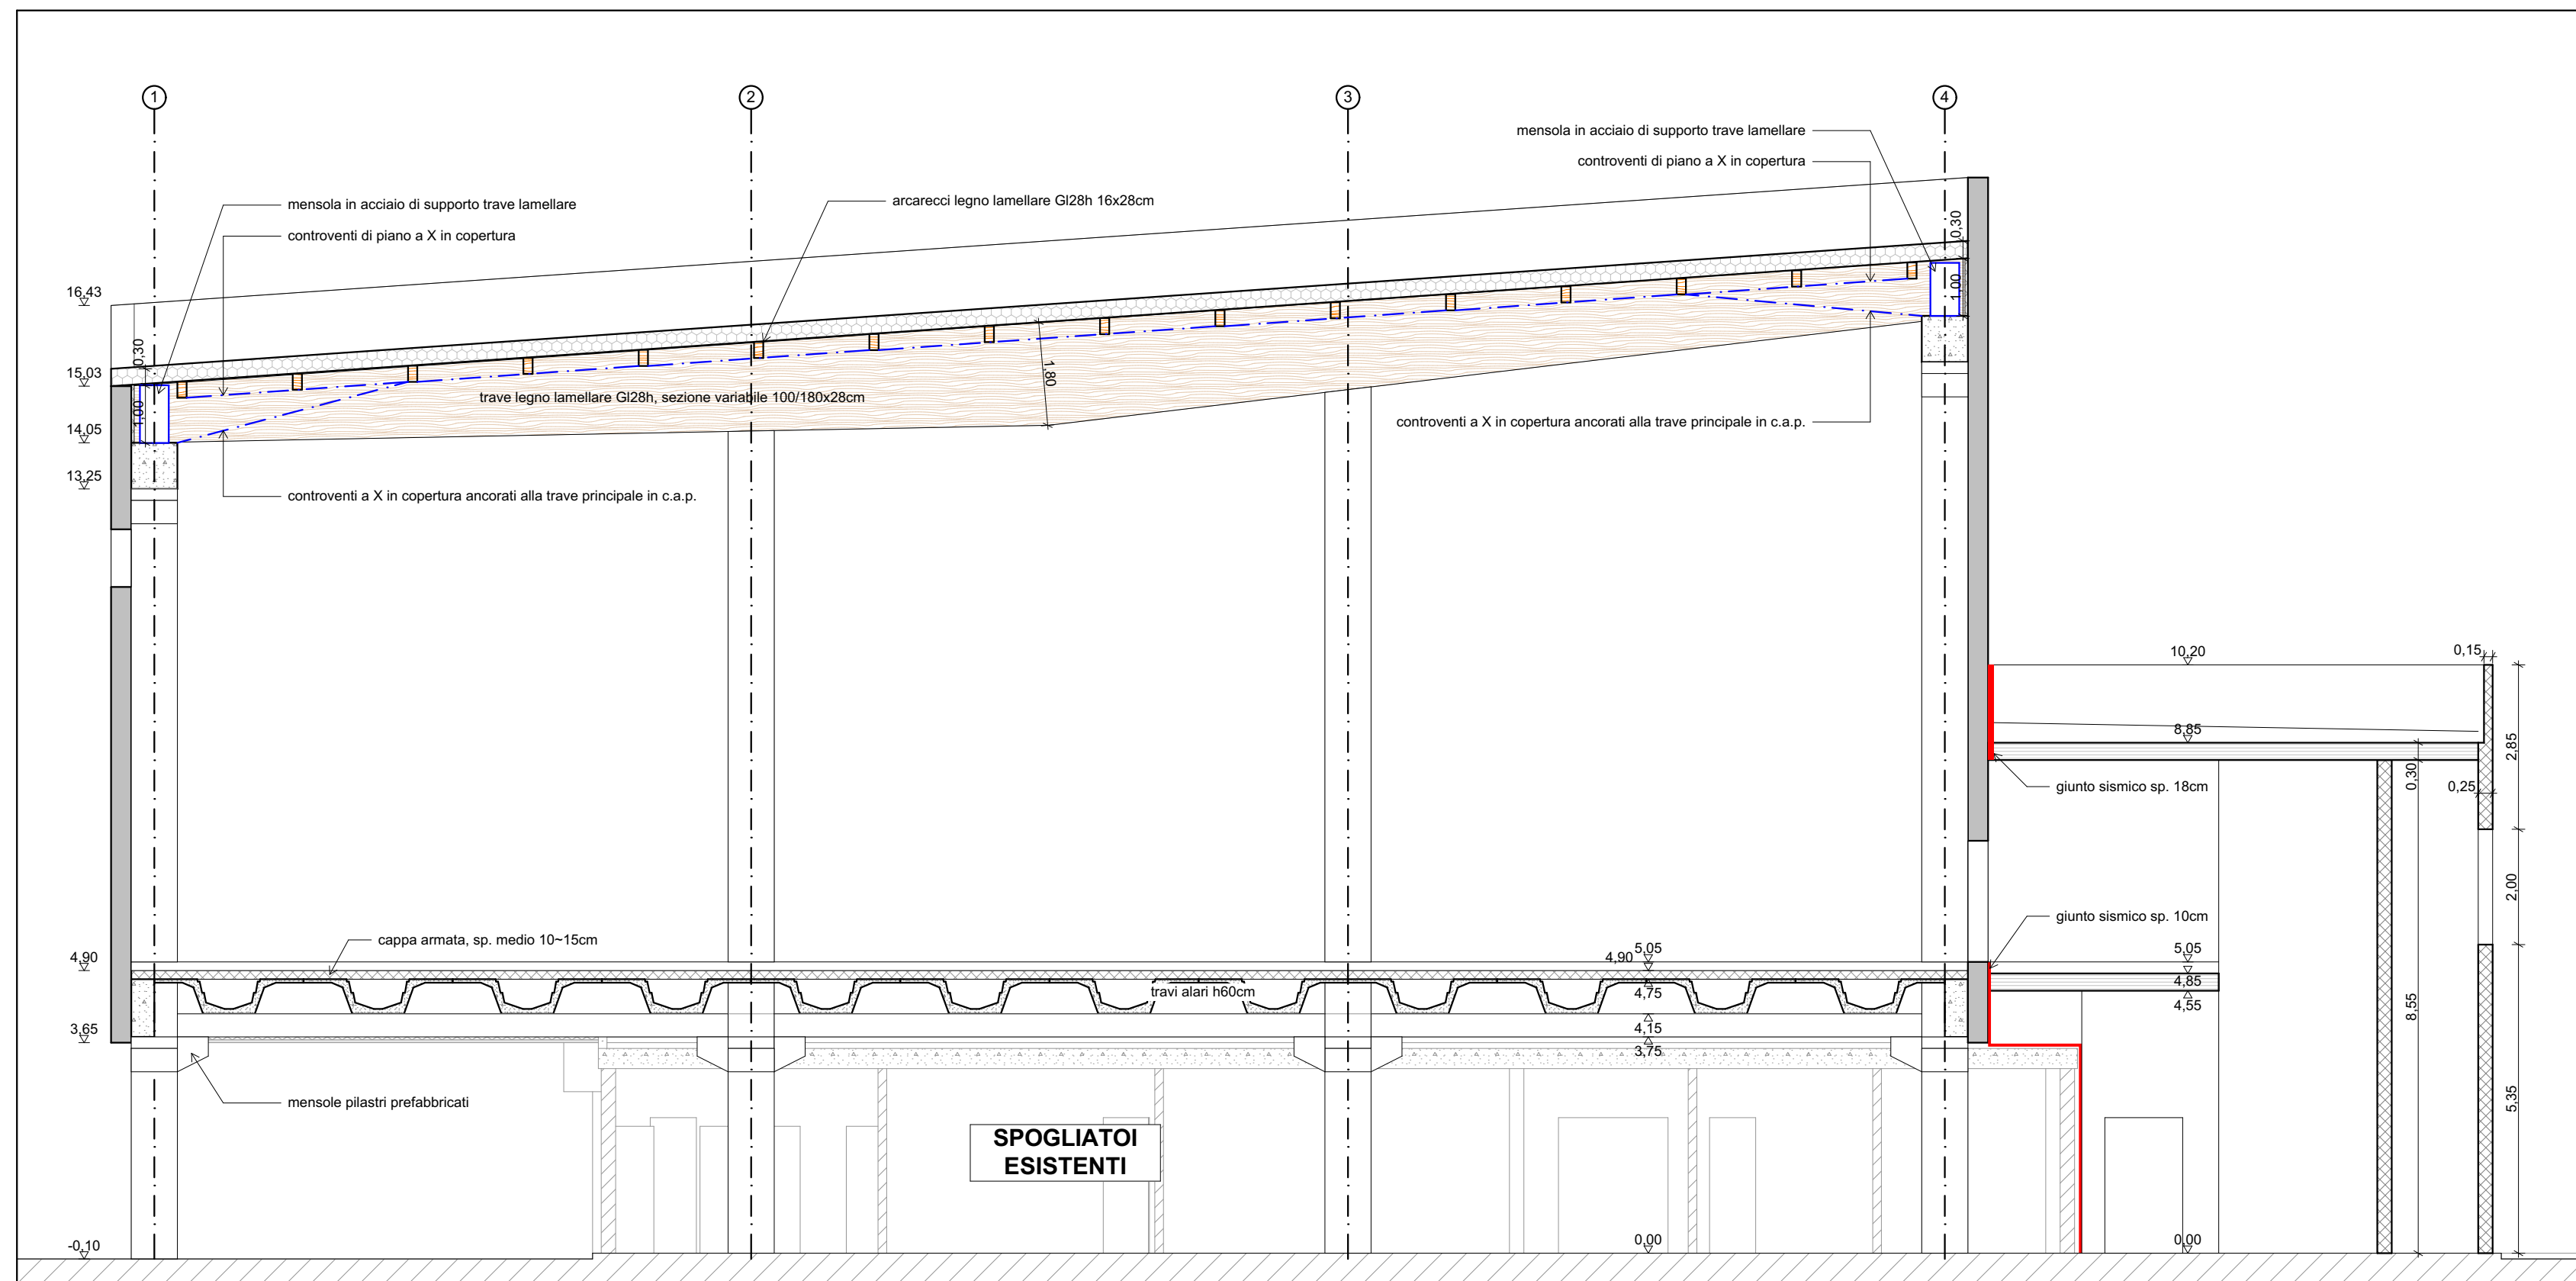 1
2
3
4
mensola in acciaio di supporto trave lamellare
controventi di piano a X in copertura
mensola in acciaio di supporto trave lamellare
controventi di piano a X in copertura
arcarecci legno lamellare Gl28h 16x28cm
0,30
1,00
16,43
15,03
14,05
13,25
0,30
1,00
1,80
trave legno lamellare Gl28h, sezione variabile 100/180x28cm
controventi a X in copertura ancorati alla trave principale in c.a.p.
controventi a X in copertura ancorati alla trave principale in c.a.p.
10,20
0,15
8,85
2,85
0,30
0,25
giunto sismico sp. 18cm
2,00
giunto sismico sp. 10cm
cappa armata, sp. medio 10~15cm
4,90
3,65
5,05
4,90
4,75
4,15
3,75
travi alari h60cm
5,05
4,85
4,55
8,55
5,35
mensole pilastri prefabbricati
SPOGLIATOI
ESISTENTI
-0,10
0,00
0,00